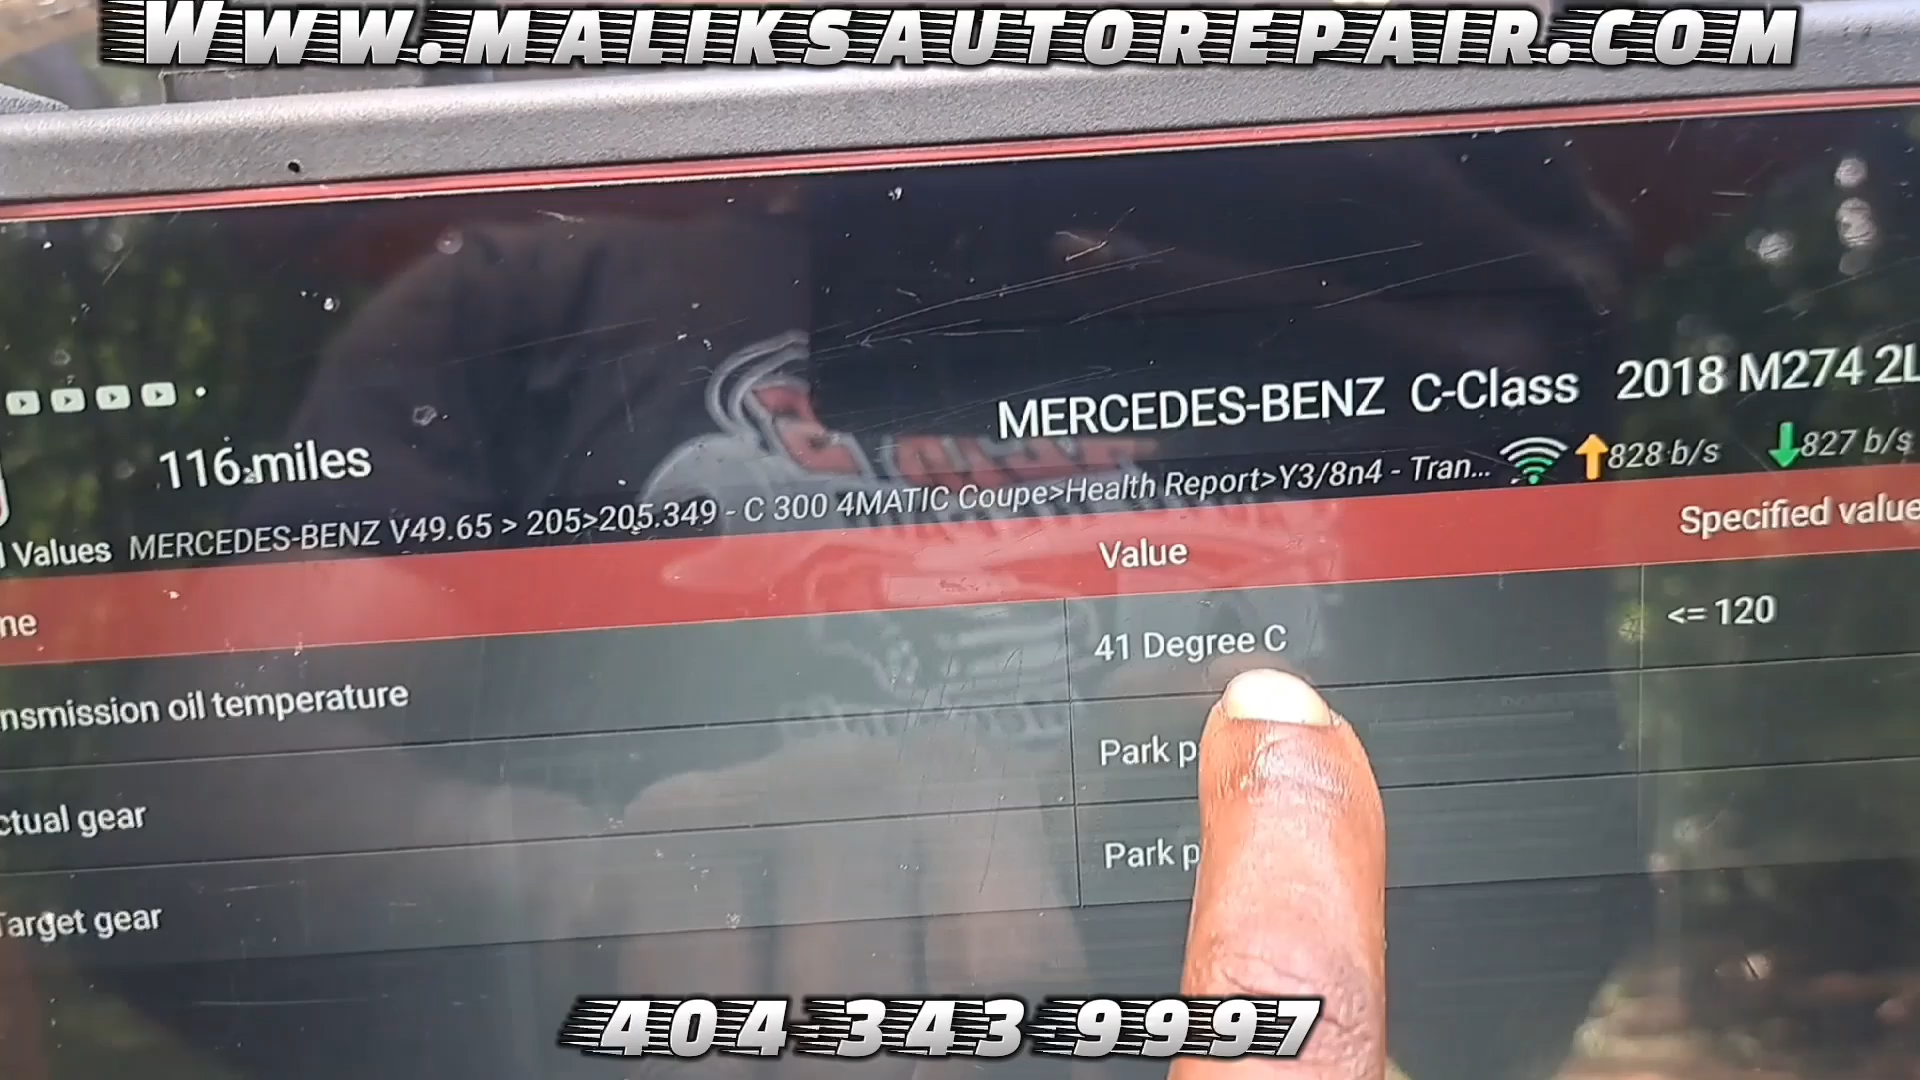 WWW.MALIKSAUTOREPAIR.COM
MERCEDES-BENZ C-Class 2018 M274 2L
116 miles
828 b/s 827 b/s
Values MERCEDES-BENZ V49.65 > 205>205.349 - C 300 4MATIC Coupe>Health Report>Y3/8n4 - Tran...
ne Value Specified value
nsmission oil temperature 41 Degree C <= 120
ctual gear Park p
Target gear Park p
404 343 9997